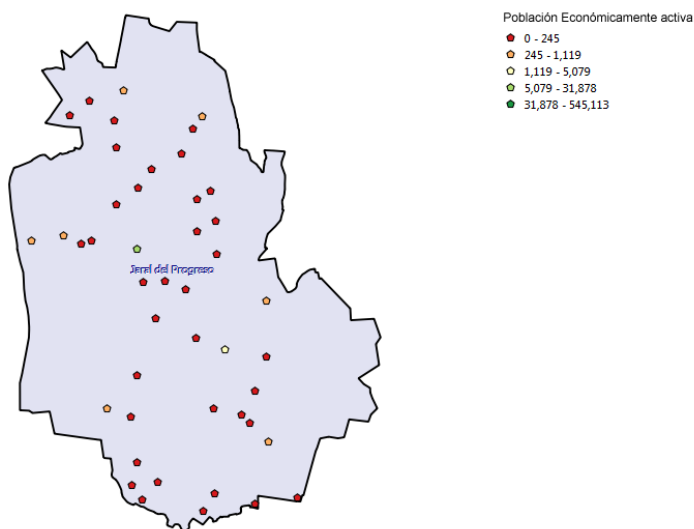 Población Económicamente activa
0 - 245
245 - 1,119
1,119 - 5,079
5,079 - 31,878
31,878 - 545,113
Jaral del Progreso